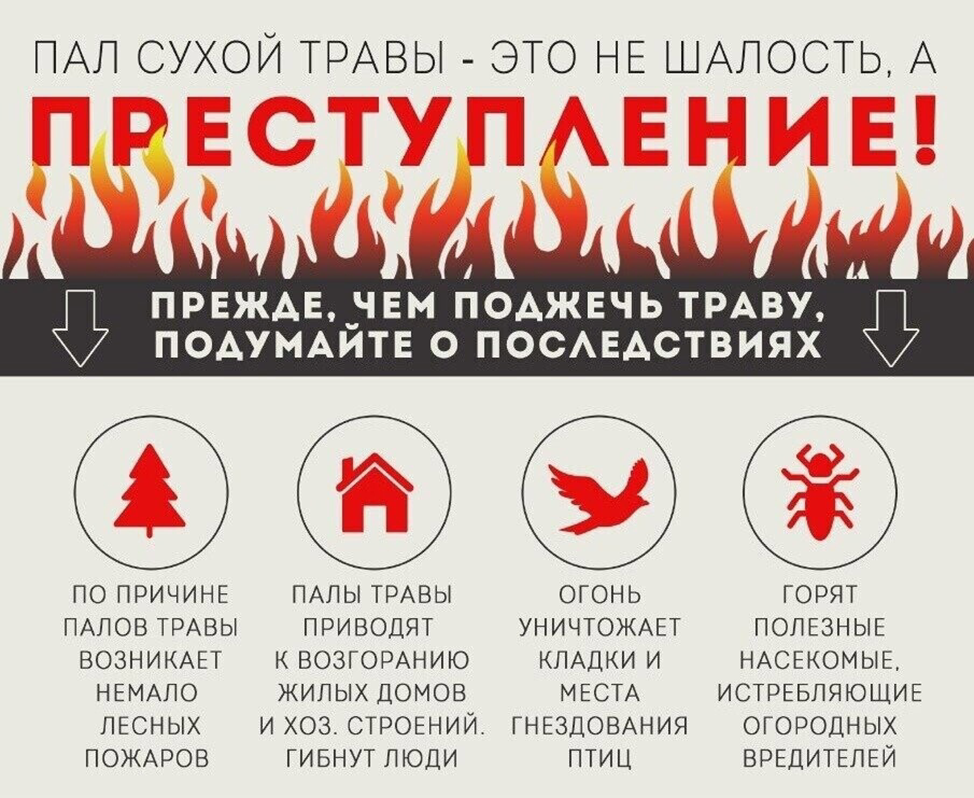 ПАЛ СУХОЙ ТРАВЫ - ЭТО НЕ ШАЛОСТЬ, А
ПРЕСТУПЛЕНИЕ!
ПРЕЖДЕ, ЧЕМ ПОДЖЕЧЬ ТРАВУ,
ПОДУМАЙТЕ О ПОСЛЕДСТВИЯХ
ПО ПРИЧИНЕ
ПАЛОВ ТРАВЫ
ВОЗНИКАЕТ
НЕМАЛО
ЛЕСНЫХ
ПОЖАРОВ
ПАЛЫ ТРАВЫ
ПРИВОДЯТ
К ВОЗГОРАНИЮ
ЖИЛЫХ ДОМОВ
И ХОЗ. СТРОЕНИЙ.
ГИБНУТ ЛЮДИ
ОГОНЬ
УНИЧТОЖАЕТ
КЛАДКИ И
МЕСТА
ГНЕЗДОВАНИЯ
ПТИЦ
ГОРЯТ
ПОЛЕЗНЫЕ
НАСЕКОМЫЕ,
ИСТРЕБЛЯЮЩИЕ
ОГОРОДНЫХ
ВРЕДИТЕЛЕЙ